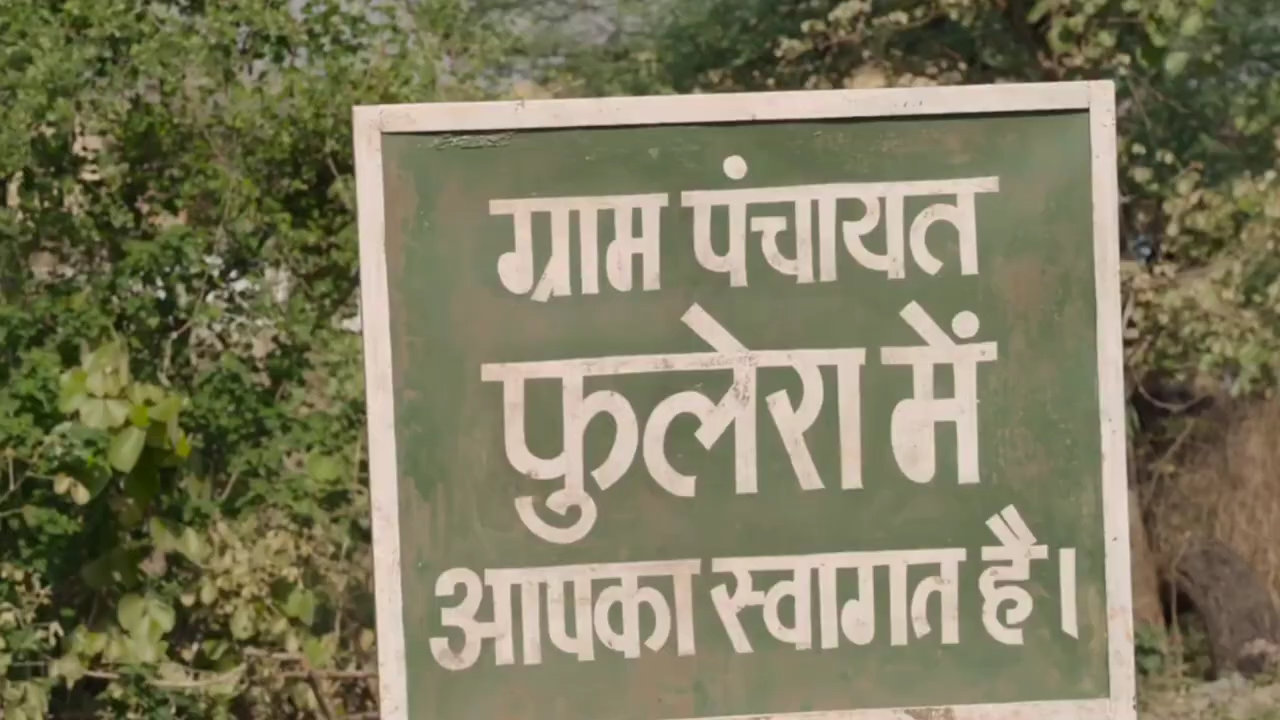 ग्राम पंचायत
फुलेरा में
आपका स्वागत है।